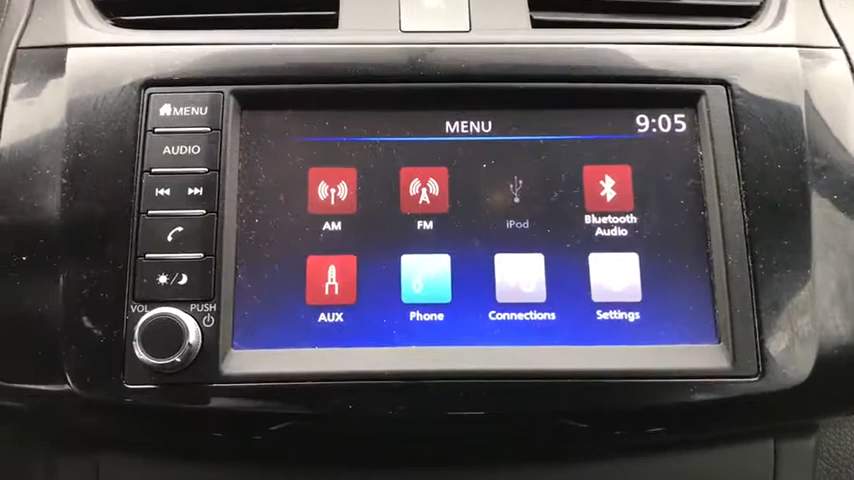 MENU
AUDIO
VOL
PUSH
MENU
9:05
AM
FM
iPod
Bluetooth
Audio
AUX
Phone
Connections
Settings